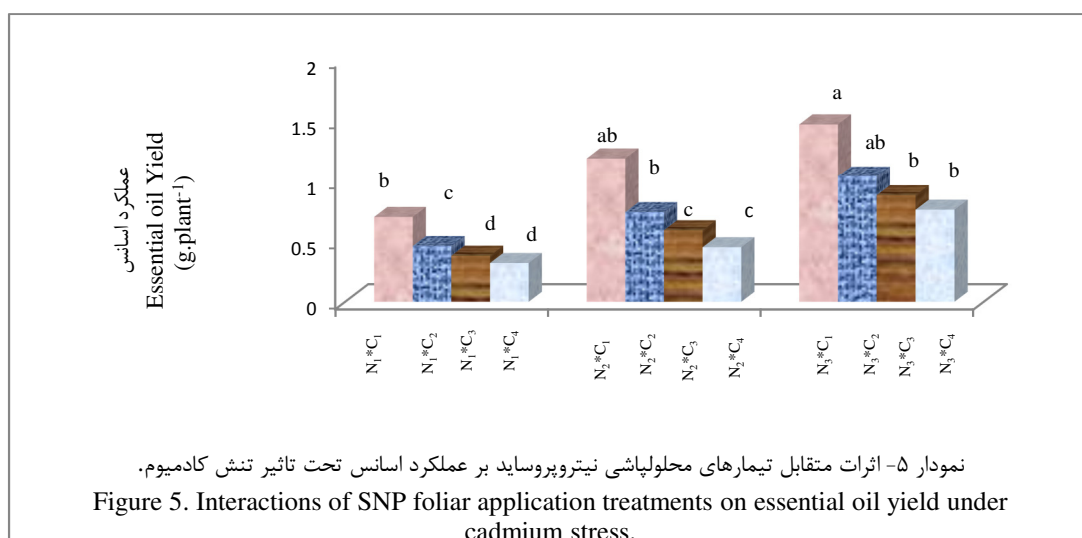 2
1.5
1
0.5
0
عملکرد اسانس
Essential oil Yield
(g.plant⁻¹)
b
c
d
d
ab
b
c
c
a
ab
b
b
N₁*C₁
N₁*C₂
N₁*C₃
N₁*C₄
N₂*C₁
N₂*C₂
N₂*C₃
N₂*C₄
N₃*C₁
N₃*C₂
N₃*C₃
N₃*C₄
نمودار ۵- اثرات متقابل تیمارهای محلولپاشی نیتروپروساید بر عملکرد اسانس تحت تاثیر تنش کادمیوم.
Figure 5. Interactions of SNP foliar application treatments on essential oil yield under
cadmium stress.